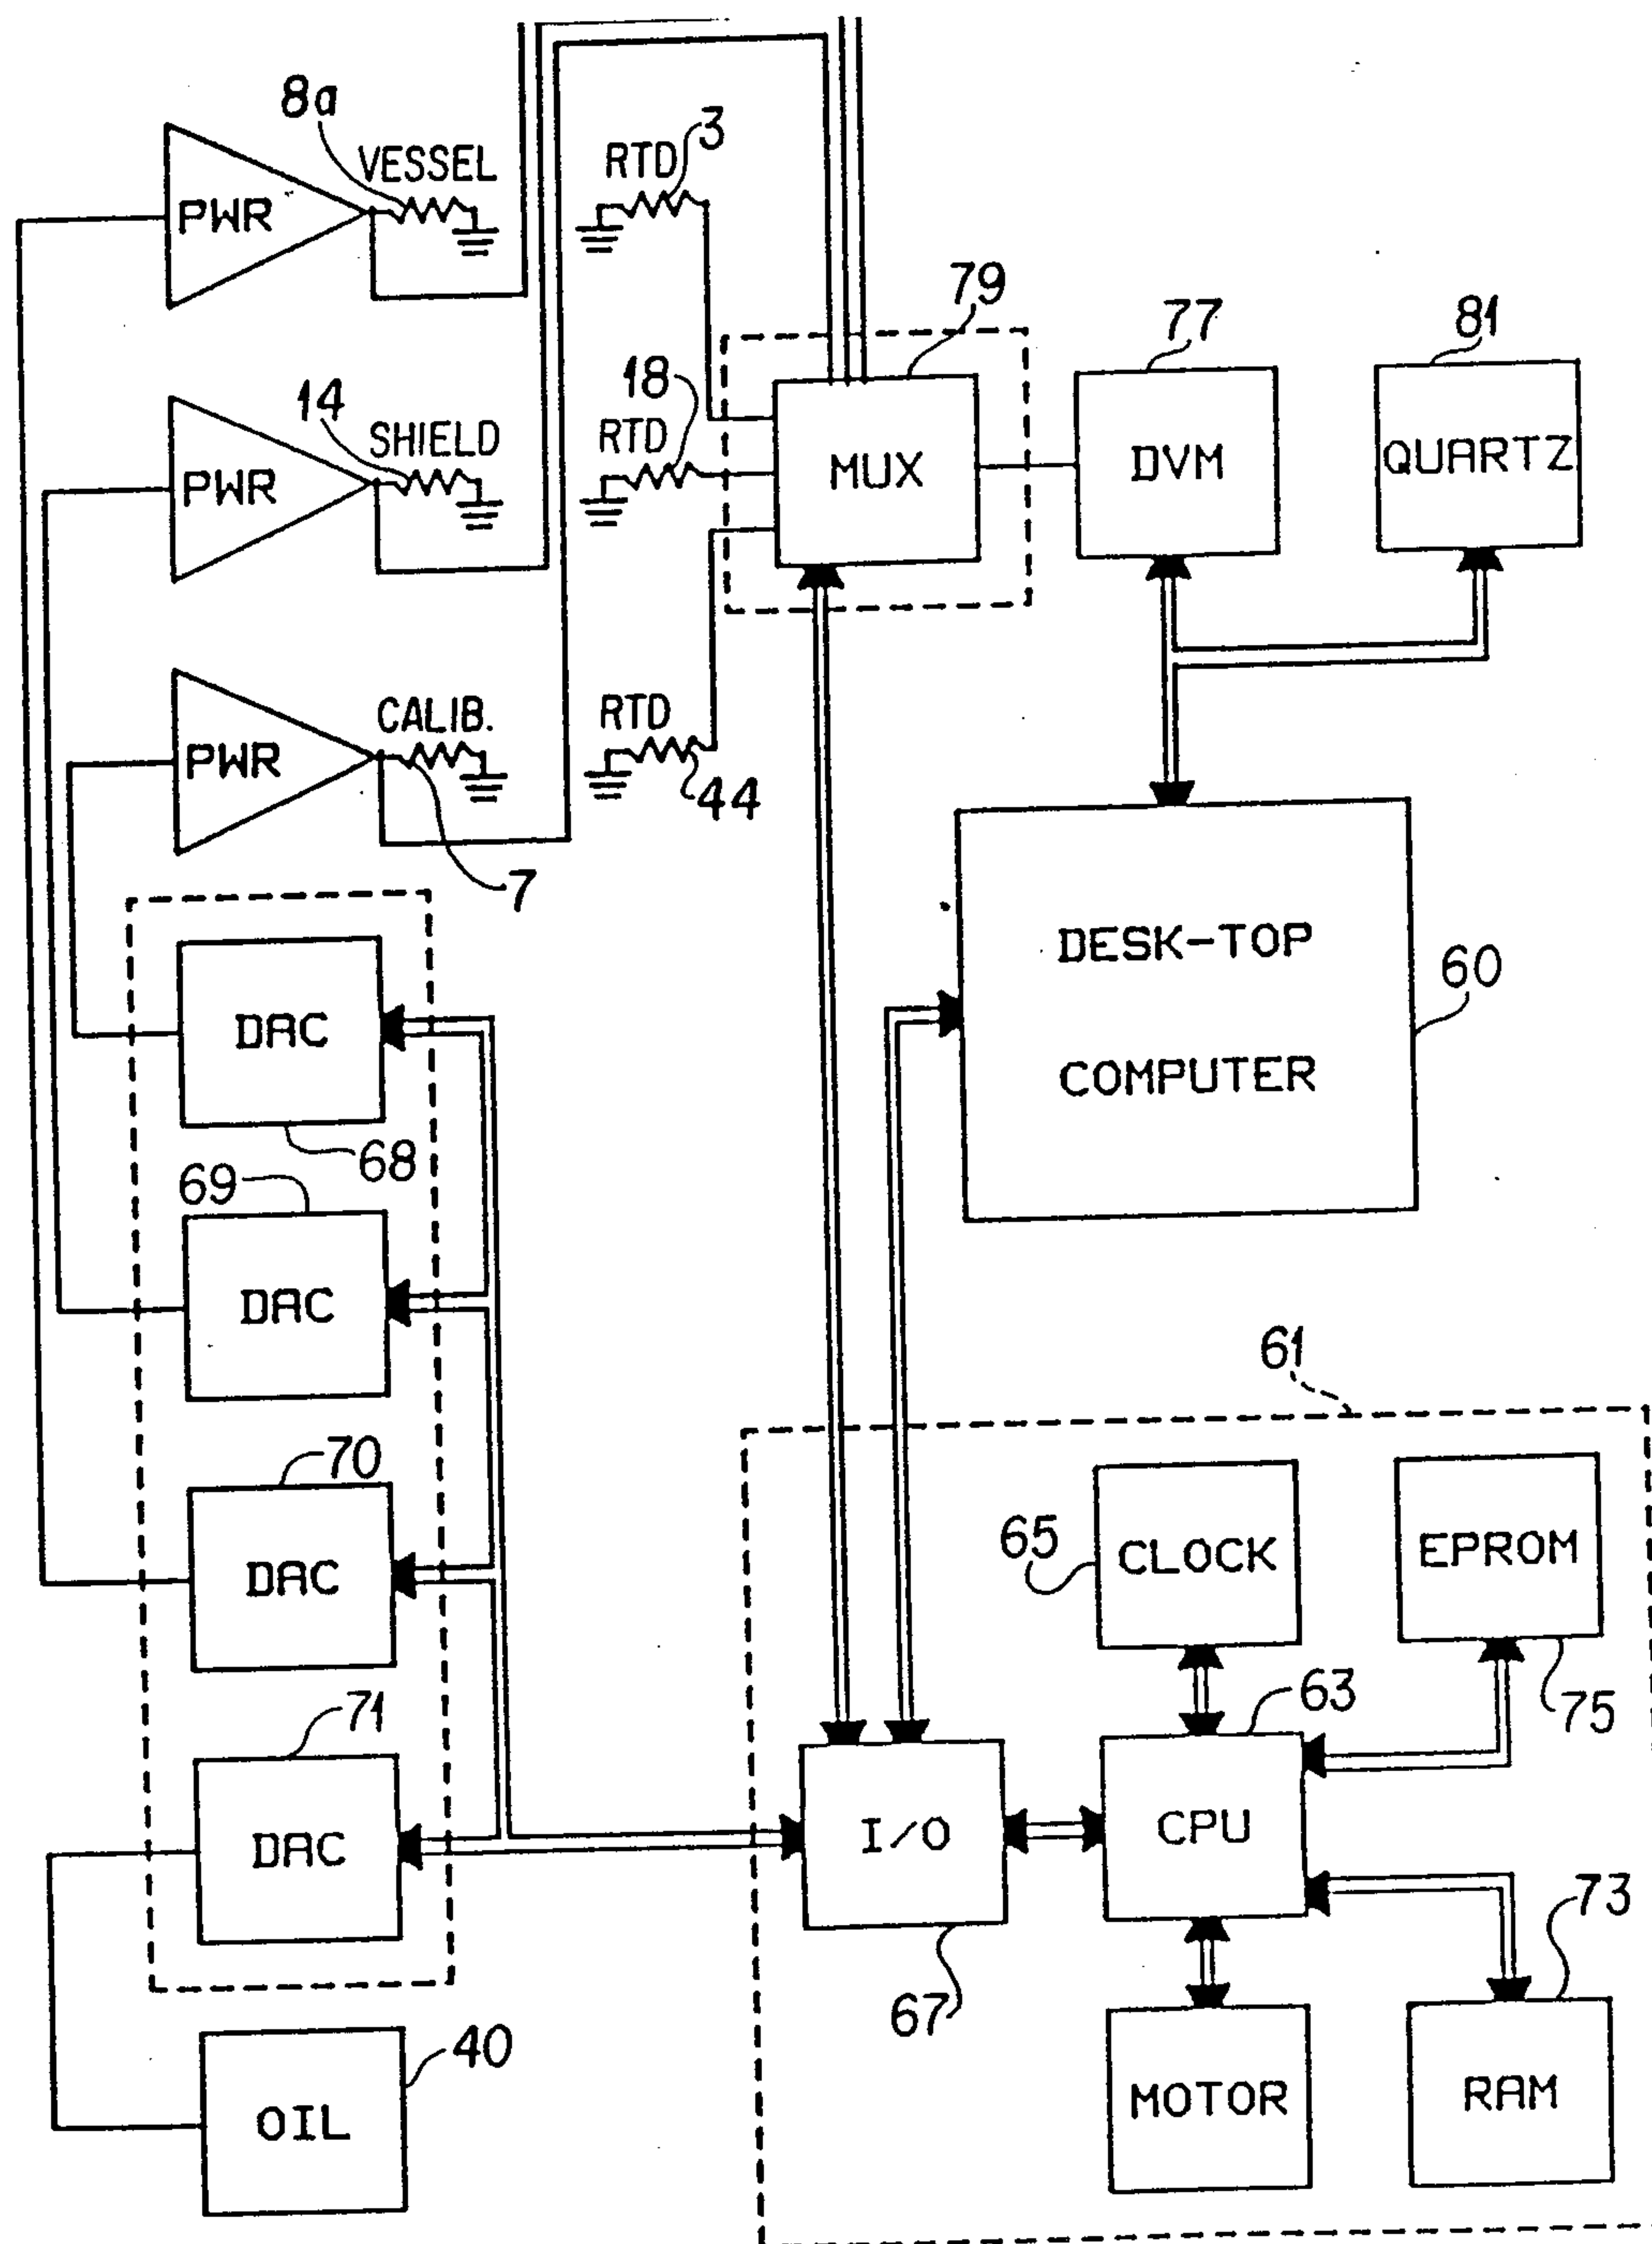 8a
VESSEL
PWR
RTD 3
79
77
81
14
SHIELD
PWR
18
RTD
MUX
DVM
QUARTZ
CALIB.
PWR
RTD
44
7
DESK-TOP
COMPUTER
60
DAC
68
69
DAC
61
70
DAC
65
CLOCK
EPROM
75
71
DAC
63
I/O
CPU
67
73
40
OIL
MOTOR
RAM